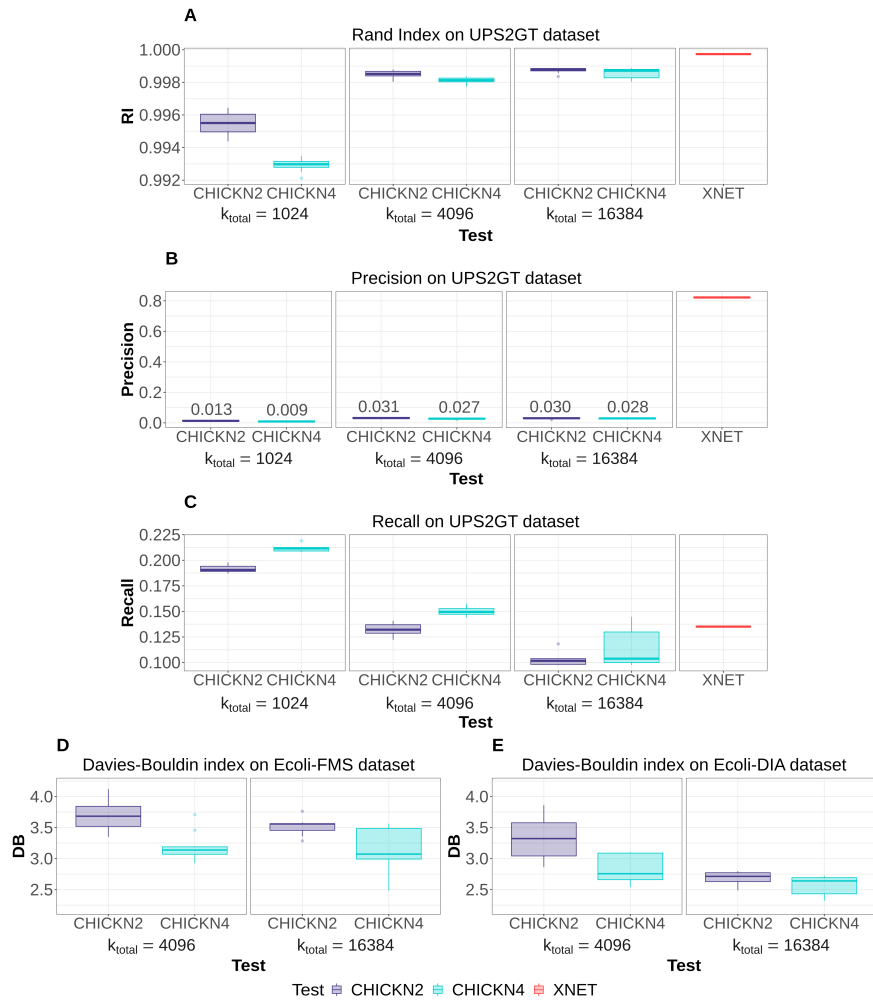 A
Rand Index on UPS2GT dataset
RI
1.000
0.998
0.996
0.994
0.992
CHICKN2 CHICKN4 CHICKN2 CHICKN4 CHICKN2 CHICKN4 XNET
k_total = 1024 k_total = 4096 k_total = 16384
Test
B
Precision on UPS2GT dataset
Precision
0.8
0.6
0.4
0.2
0.0
0.013 0.009 0.031 0.027 0.030 0.028
CHICKN2 CHICKN4 CHICKN2 CHICKN4 CHICKN2 CHICKN4 XNET
k_total = 1024 k_total = 4096 k_total = 16384
Test
C
Recall on UPS2GT dataset
Recall
0.225
0.200
0.150
0.125
0.100
CHICKN2 CHICKN4 CHICKN2 CHICKN4 CHICKN2 CHICKN4 XNET
k_total = 1024 k_total = 4096 k_total = 16384
Test
D
Davies-Bouldin index on Ecoli-FMS dataset
DB
4.0
3.5
3.0
2.5
CHICKN2 CHICKN4 CHICKN2 CHICKN4
k_total = 4096 k_total = 16384
Test
E
Davies-Bouldin index on Ecoli-DIA dataset
DB
4.0
3.5
3.0
2.5
CHICKN2 CHICKN4 CHICKN2 CHICKN4
k_total = 4096 k_total = 16384
Test
Test CHICKN2 CHICKN4 XNET